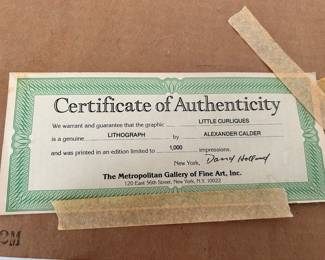 Certificate of Authenticity
We warrant and guarantee that the graphic LITTLE CURLIQUES
is a genuine LITHOGRAPH by ALEXANDER CALDER
and was printed in an edition limited to 1,000 impressions.
New York,
The Metropolitan Gallery of Fine Art, Inc.
120 East 56th Street, New York, N.Y. 10022